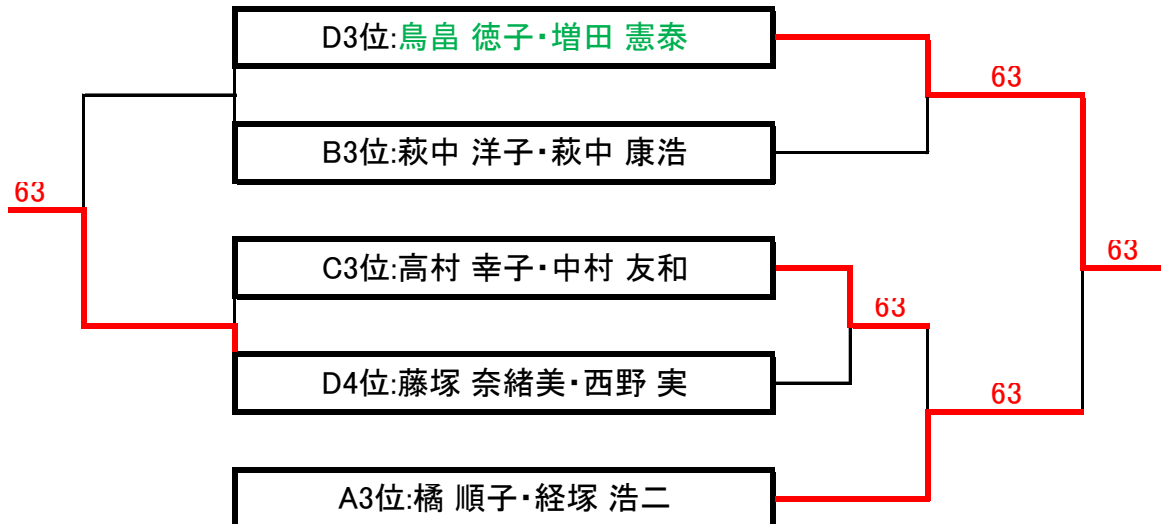 D3位:鳥畠 徳子・増田 憲泰
63
B3位:萩中 洋子・萩中 康浩
63
C3位:高村 幸子・中村 友和
63
63
D4位:藤塚 奈緒美・西野 実
63
A3位:橘 順子・経塚 浩二